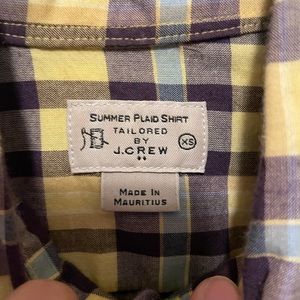 SUMMER PLAID SHIRT
TAILORED
BY
J.CREW
XS
MADE IN
MAURITIUS